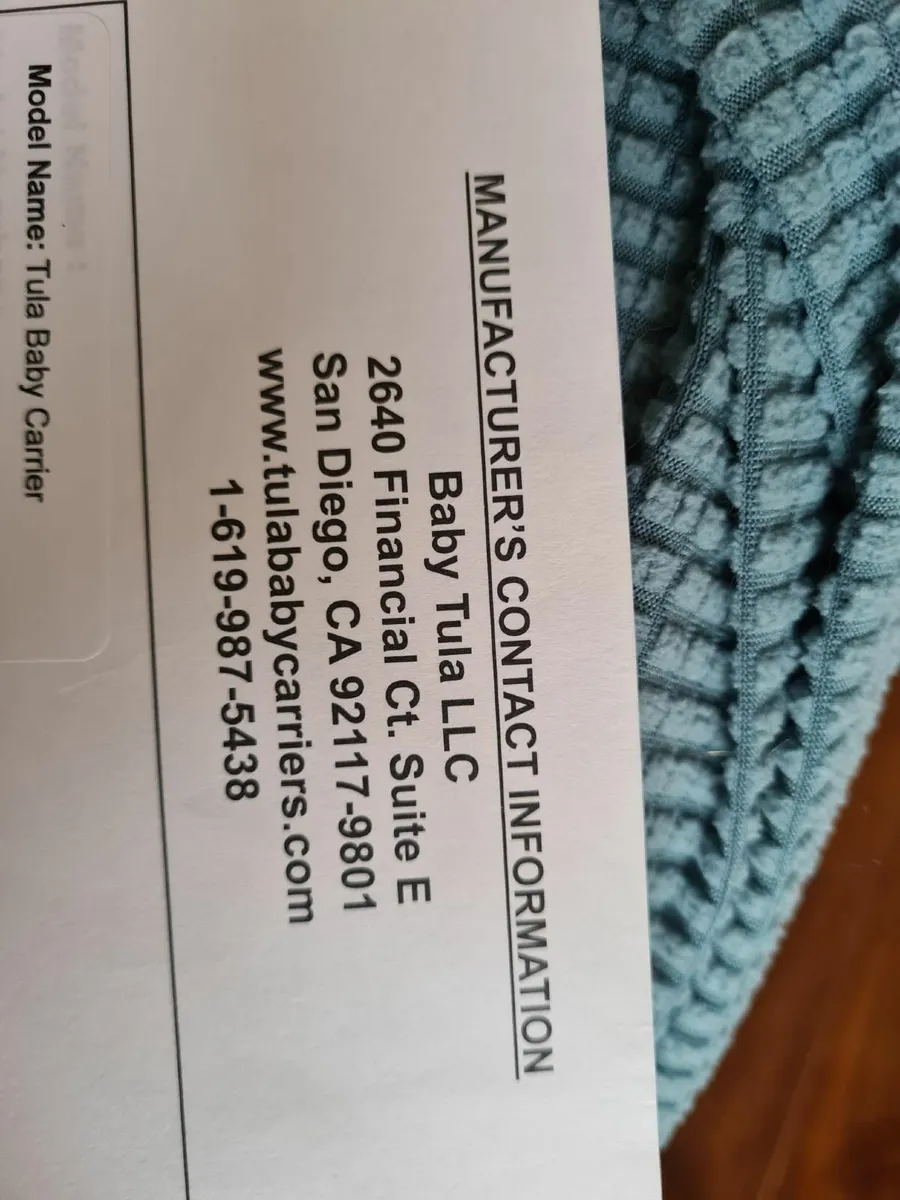 MANUFACTURER'S CONTACT INFORMATION
Baby Tula LLC
2640 Financial Ct. Suite E
San Diego, CA 92117-9801
www.tulababycarriers.com
1-619-987-5438
Model Name: Tula Baby Carrier